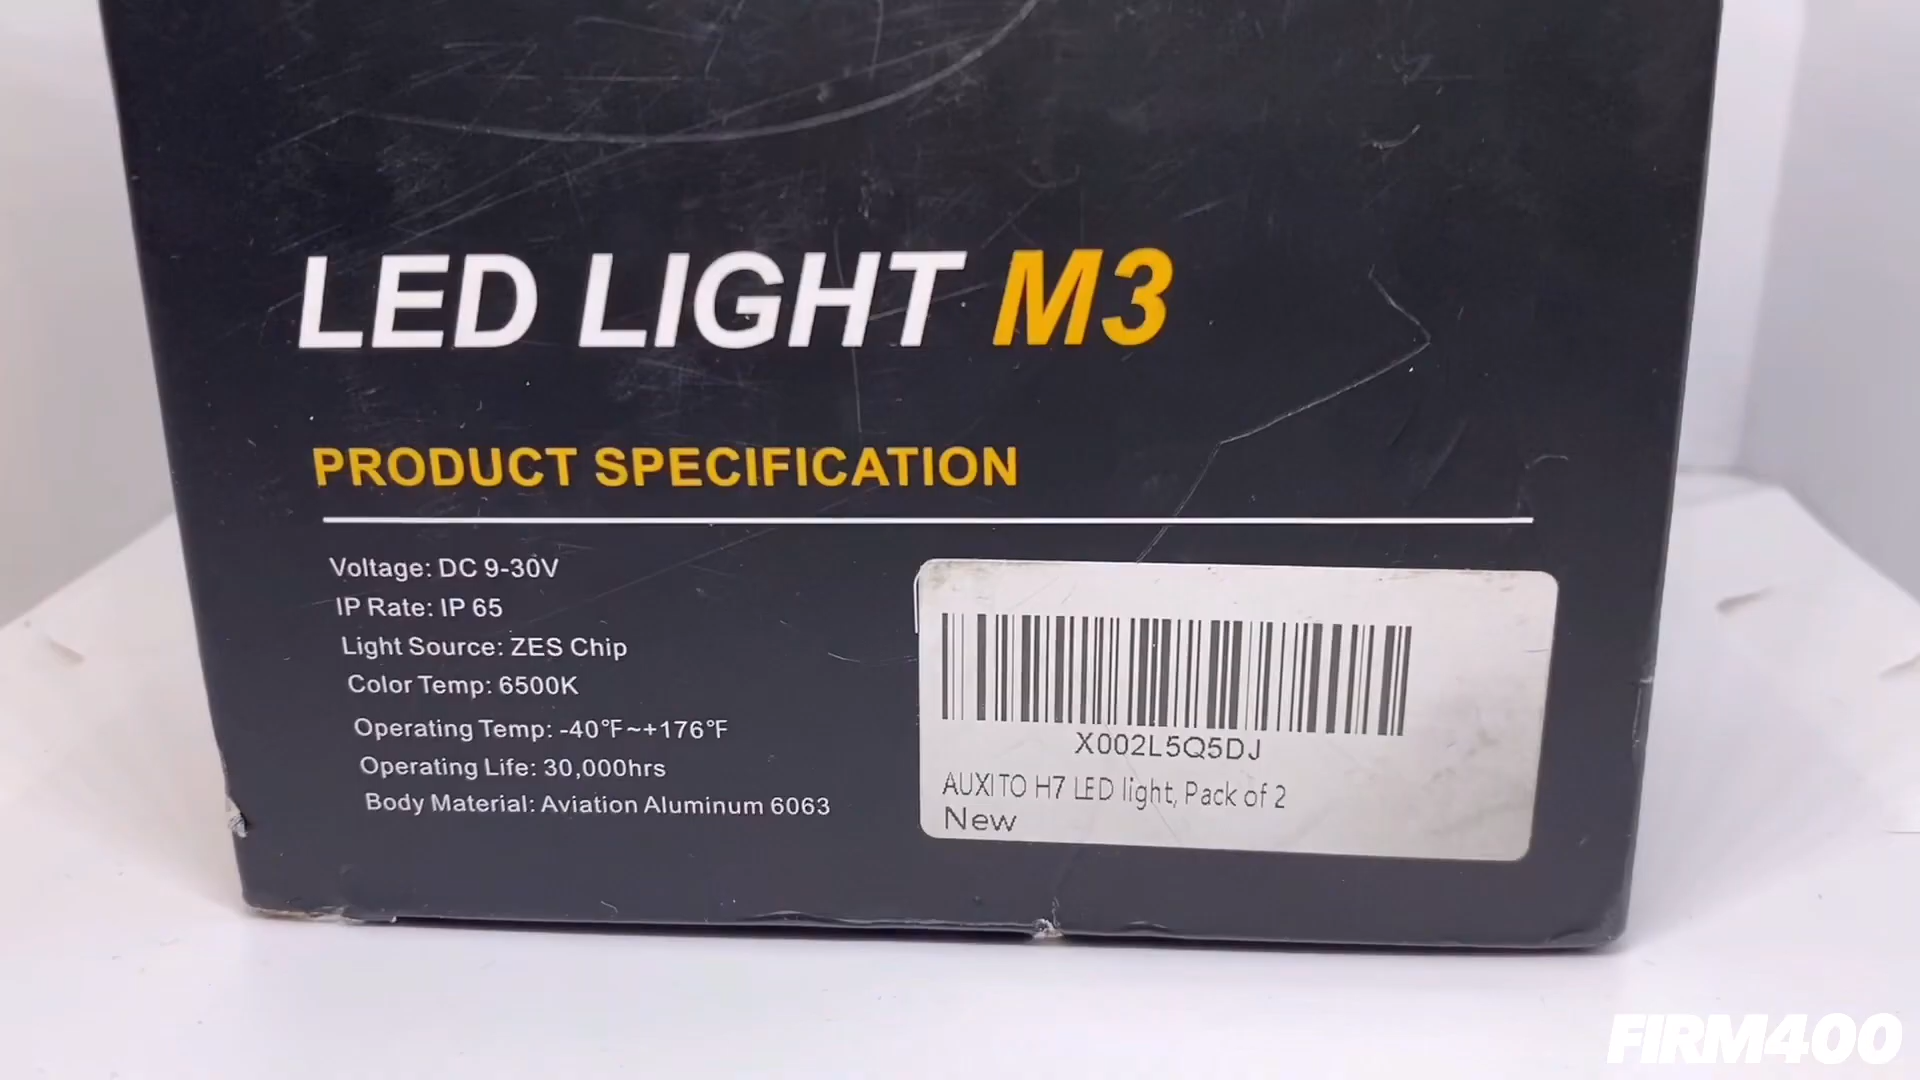 LED LIGHT M3
PRODUCT SPECIFICATION
Voltage: DC 9-30V
IP Rate: IP 65
Light Source: ZES Chip
Color Temp: 6500K
Operating Temp: -40°F~+176°F
Operating Life: 30,000hrs
Body Material: Aviation Aluminum 6063
X002L5Q5DJ
AUXITO H7 LED light, Pack of 2
New
FIRM400